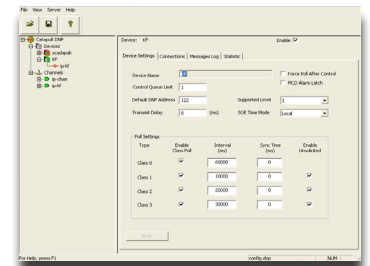 File View Server Help
Catapult DNP
Devices
scadapak
KF
ip-ld
Channels
ip-chan
ip-ld
Device: KF
Enable
Device Settings Connections Messages Log Statistic
Device Name KF
Force Poll After Control
MCD Alarm Latch
Control Queue Limit 1
Default DNP Address 122
Supported Level 1
Transmit Delay 0 (ms)
SOE Time Mode Local
Poll Settings
Type Enable Class Poll Interval (ms) Sync Time (ms) Enable Unsolicited
Class 0 60000 0
Class 1 10000 0
Class 2 20000 0
Class 3 30000 0
Apply
For Help, press F1
config.dnp
NUM